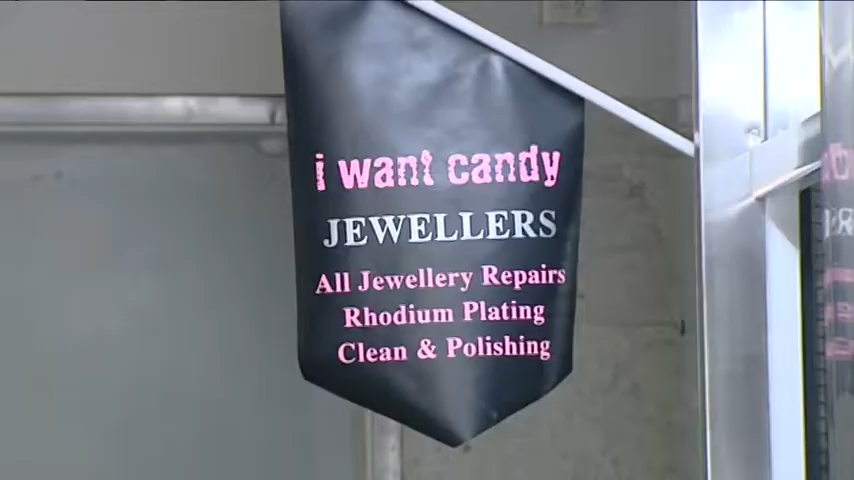 i want candy
JEWELLERS
All Jewellery Repairs
Rhodium Plating
Clean & Polishing